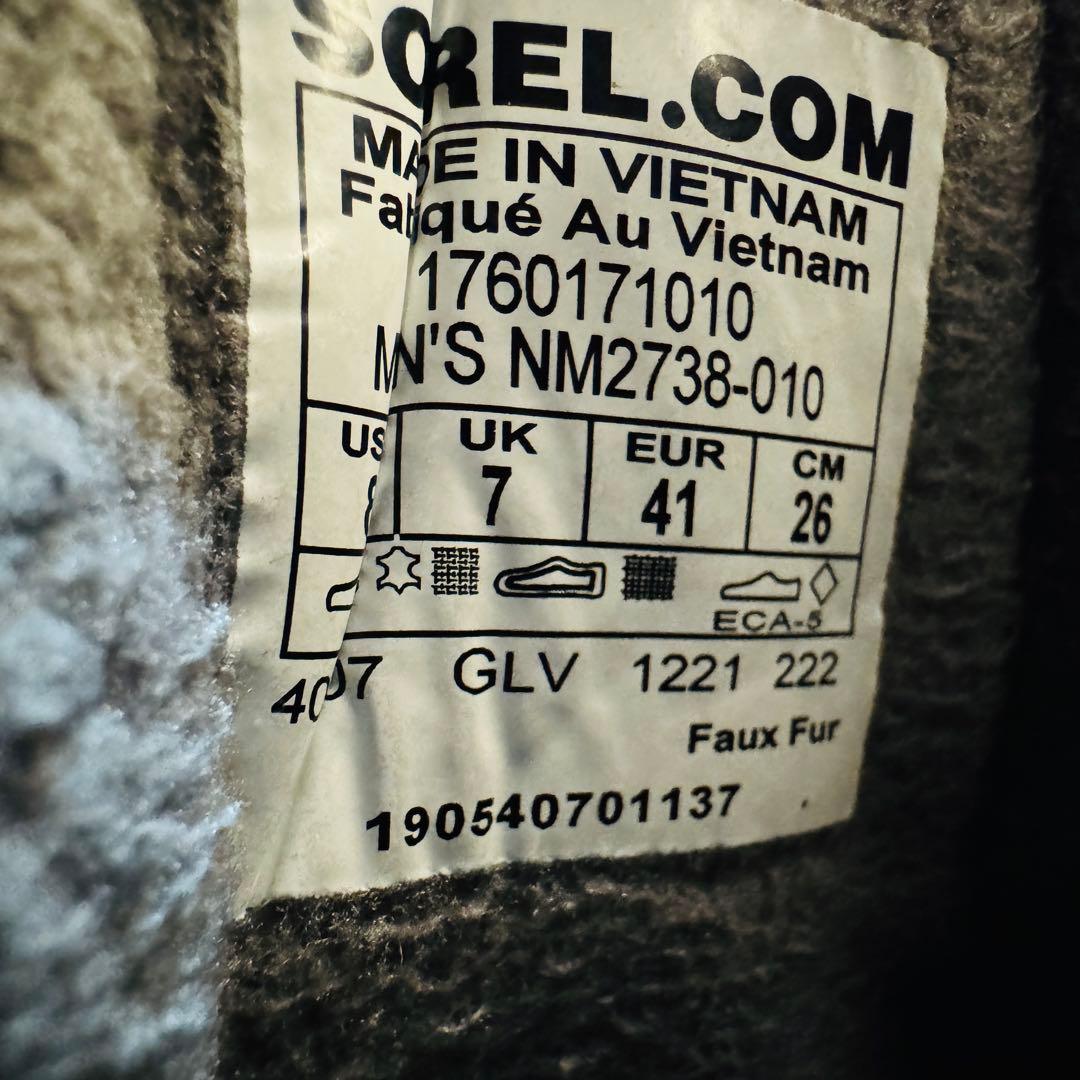 SOREL.COM
MADE IN VIETNAM
Fabriqué Au Vietnam
1760171010
NM2738-010
US UK EUR CM
7 41 26
ECA-5
GLV 1221 222
Faux Fur
190540701137